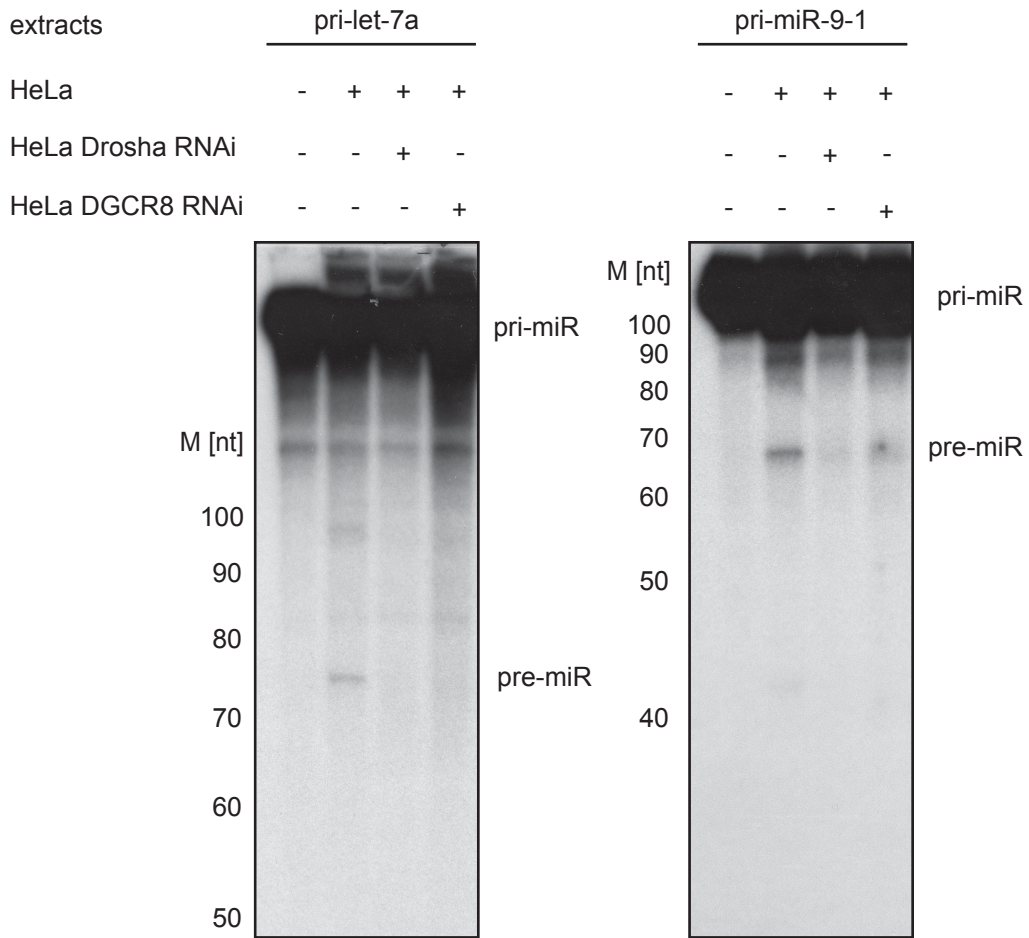 extracts pri-let-7a pri-miR-9-1
HeLa - + + + - + + +
HeLa Drosha RNAi - - + - - - + -
HeLa DGCR8 RNAi - - - + - - - +
M [nt]
pri-miR
100
90
80
70
60
50
pre-miR
M [nt]
100
90
80
70
60
50
40
pri-miR
pre-miR